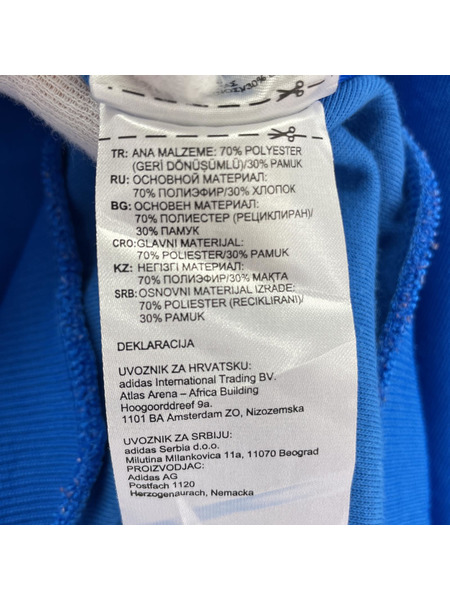 TR: ANA MALZEME: 70% POLYESTER
(GERİ DÖNÜŞÜMLÜ)/30% PAMUK
RU: ОСНОВНОЙ МАТЕРИАЛ:
70% ПОЛИЭФИР/30% ХЛОПОК
BG: ОСНОВЕН МАТЕРИАЛ:
70% ПОЛИЕСТЕР (РЕЦИКЛИРАН)/
30% ПАМУК
CRO: GLAVNI MATERIJAL:
70% POLIESTER/30% PAMUK
KZ: НЕГІЗГІ МАТЕРИАЛ:
70% ПОЛИЭФИР/30% МАҚТА
SRB: OSNOVNI MATERIJAL IZRADE:
70% POLIESTER (RECIKLIRANI)/
30% PAMUK
DEKLARACIJA
UVOZNIK ZA HRVATSKU:
adidas International Trading BV.
Atlas Arena – Africa Building
Hoogoorddreef 9a.
1101 BA Amsterdam ZO, Nizozemska
UVOZNIK ZA SRBIJU:
adidas Serbia d.o.o.
Milutina MIlankovica 11a, 11070 Beograd
PROIZVODJAC:
Adidas AG
Postfach 1120
Herzogenaurach, Nemacka